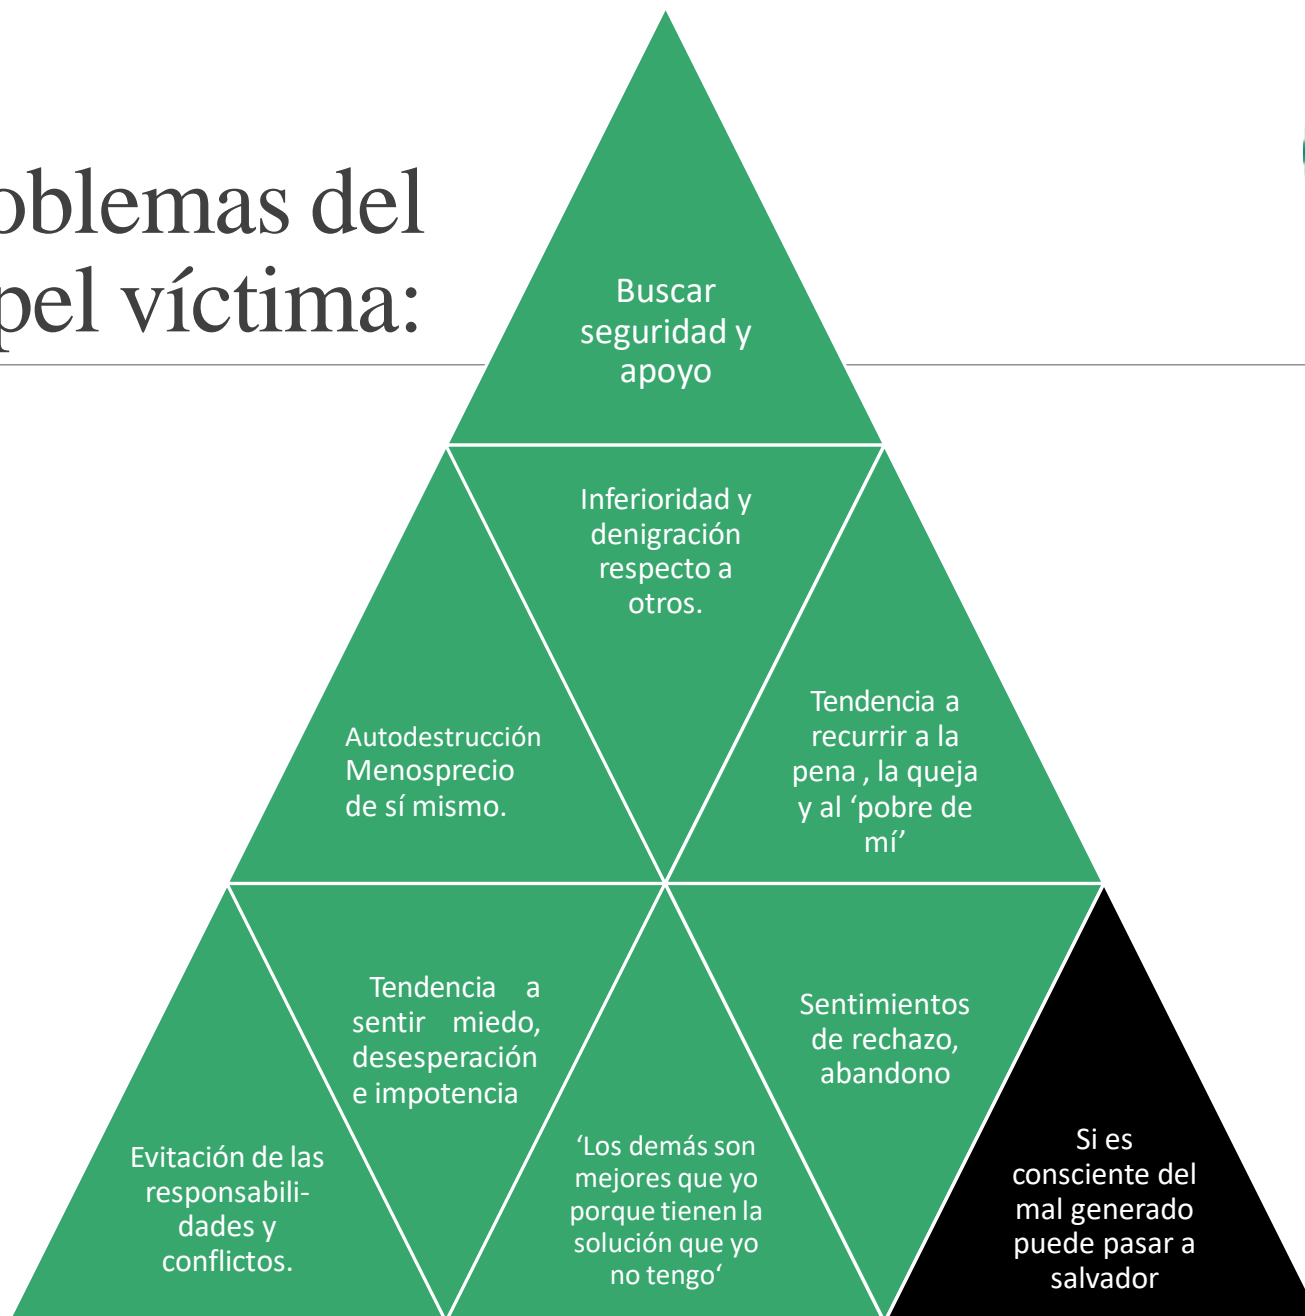 oblemas del
pel víctima:
Buscar
seguridad y
apoyo
Inferioridad y
denigración
respecto a
otros.
Autodestrucción
Menosprecio
de sí mismo.
Tendencia a
recurrir a la
pena , la queja
y al ‘pobre de
mí’
Tendencia a
sentir miedo,
desesperación
e impotencia
Sentimientos
de rechazo,
abandono
Evitación de las
responsabili-
dades y
conflictos.
‘Los demás son
mejores que yo
porque tienen la
solución que yo
no tengo‘
Si es
consciente del
mal generado
puede pasar a
salvador